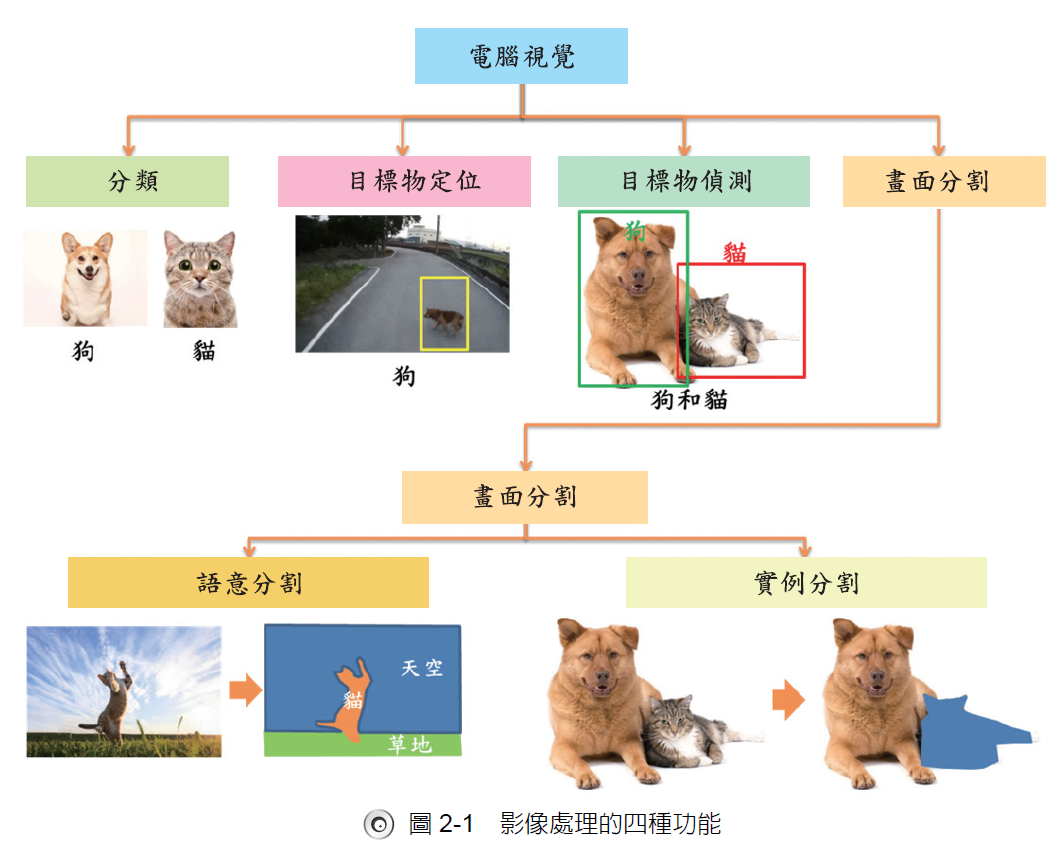 電腦視覺
分類
目標物定位
目標物偵測
畫面分割
狗
貓
狗
貓
狗
狗和貓
畫面分割
語意分割
實例分割
天空
貓
草地
圖 2-1 影像處理的四種功能